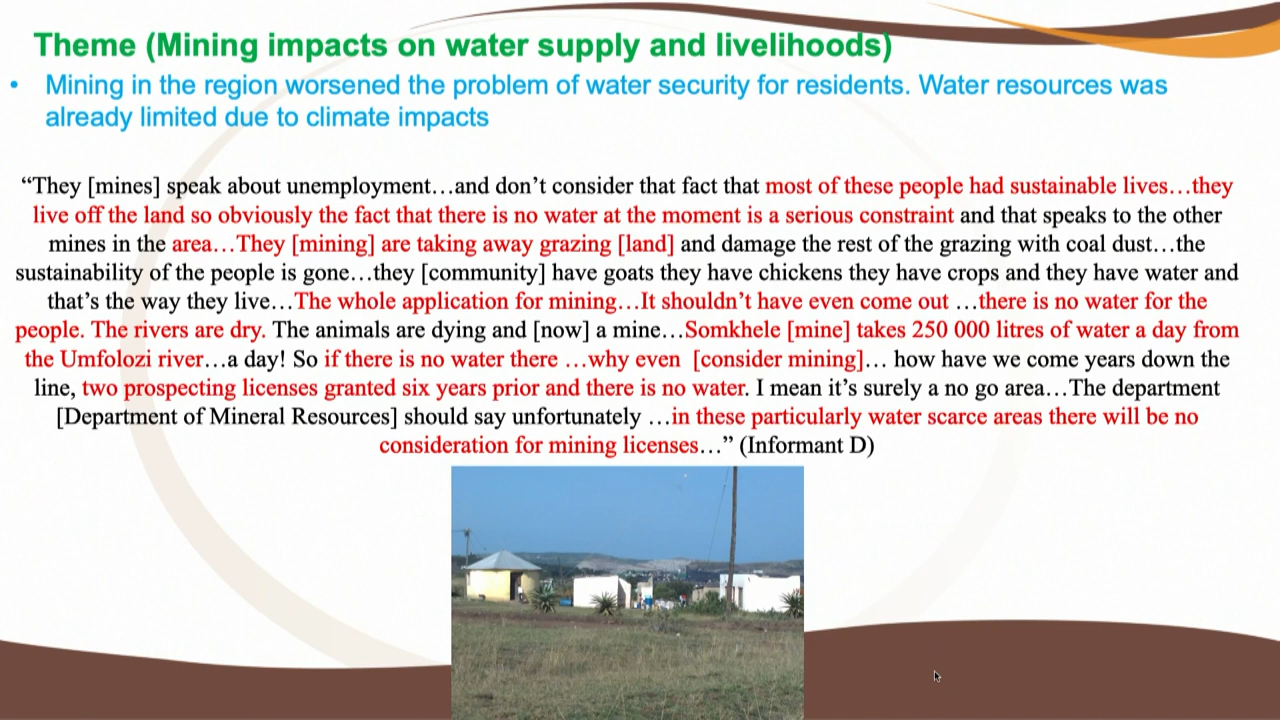 Theme (Mining impacts on water supply and livelihoods)
• Mining in the region worsened the problem of water security for residents. Water resources was
already limited due to climate impacts
“They [mines] speak about unemployment…and don’t consider that fact that most of these people had sustainable lives…they
live off the land so obviously the fact that there is no water at the moment is a serious constraint and that speaks to the other
mines in the area…They [mining] are taking away grazing [land] and damage the rest of the grazing with coal dust…the
sustainability of the people is gone…they [community] have goats they have chickens they have crops and they have water and
that’s the way they live…The whole application for mining…It shouldn’t have even come out …there is no water for the
people. The rivers are dry. The animals are dying and [now] a mine…Somkhele [mine] takes 250 000 litres of water a day from
the Umfolozi river…a day! So if there is no water there …why even [consider mining]… how have we come years down the
line, two prospecting licenses granted six years prior and there is no water. I mean it’s surely a no go area…The department
[Department of Mineral Resources] should say unfortunately …in these particularly water scarce areas there will be no
consideration for mining licenses…” (Informant D)